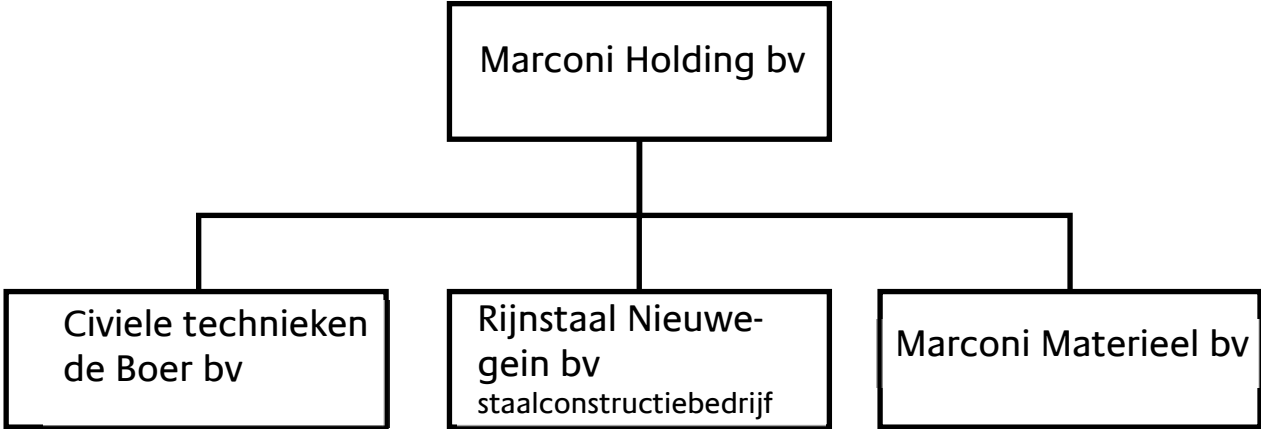 Marconi Holding bv
Civiele technieken
de Boer bv
Rijnstaal Nieuwe-
gein bv
staalconstructiebedrijf
Marconi Materieel bv